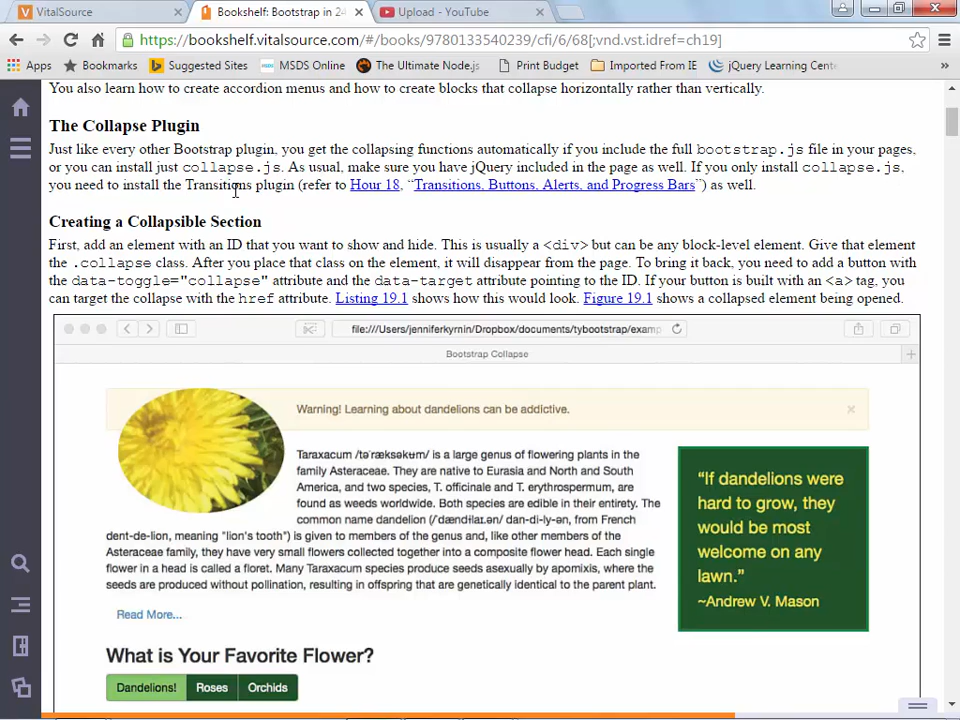 VitalSource
Bookshelf: Bootstrap in 24
Upload - YouTube
https://bookshelf.vitalsource.com/#/books/9780133540239/cfi/6/68[;vnd.vst.idref=ch19]
Apps
Bookmarks
Suggested Sites
MSDS Online
The Ultimate Node.js
Print Budget
Imported From IE
jQuery Learning Cente
»
You also learn how to create accordion menus and how to create blocks that collapse horizontally rather than vertically.
The Collapse Plugin
Just like every other Bootstrap plugin, you get the collapsing functions automatically if you include the full bootstrap.js file in your pages,
or you can install just collapse.js. As usual, make sure you have jQuery included in the page as well. If you only install collapse.js,
you need to install the Transitions plugin (refer to Hour 18, “Transitions, Buttons, Alerts, and Progress Bars”) as well.
Creating a Collapsible Section
First, add an element with an ID that you want to show and hide. This is usually a <div> but can be any block-level element. Give that element
the .collapse class. After you place that class on the element, it will disappear from the page. To bring it back, you need to add a button with
the data-toggle="collapse" attribute and the data-target attribute pointing to the ID. If your button is built with an <a> tag, you
can target the collapse with the href attribute. Listing 19.1 shows how this would look. Figure 19.1 shows a collapsed element being opened.
file:///Users/jenniferkyrnin/Dropbox/documents/tybootstrap/examp
Bootstrap Collapse
Warning! Learning about dandelions can be addictive.
Taraxacum /təˈræksəkʉm/ is a large genus of flowering plants in the
family Asteraceae. They are native to Eurasia and North and South
America, and two species, T. officinale and T. erythrospermum, are
found as weeds worldwide. Both species are edible in their entirety. The
common name dandelion (/ˈdændɨlaɪ.ən/ dan-di-ly-ən, from French
dent-de-lion, meaning "lion's tooth") is given to members of the genus and, like other members of the
Asteraceae family, they have very small flowers collected together into a composite flower head. Each single
flower in a head is called a floret. Many Taraxacum species produce seeds asexually by apomixis, where the
seeds are produced without pollination, resulting in offspring that are genetically identical to the parent plant.
Read More...
“If dandelions were
hard to grow, they
would be most
welcome on any
lawn.”
~Andrew V. Mason
What is Your Favorite Flower?
Dandelions!
Roses
Orchids